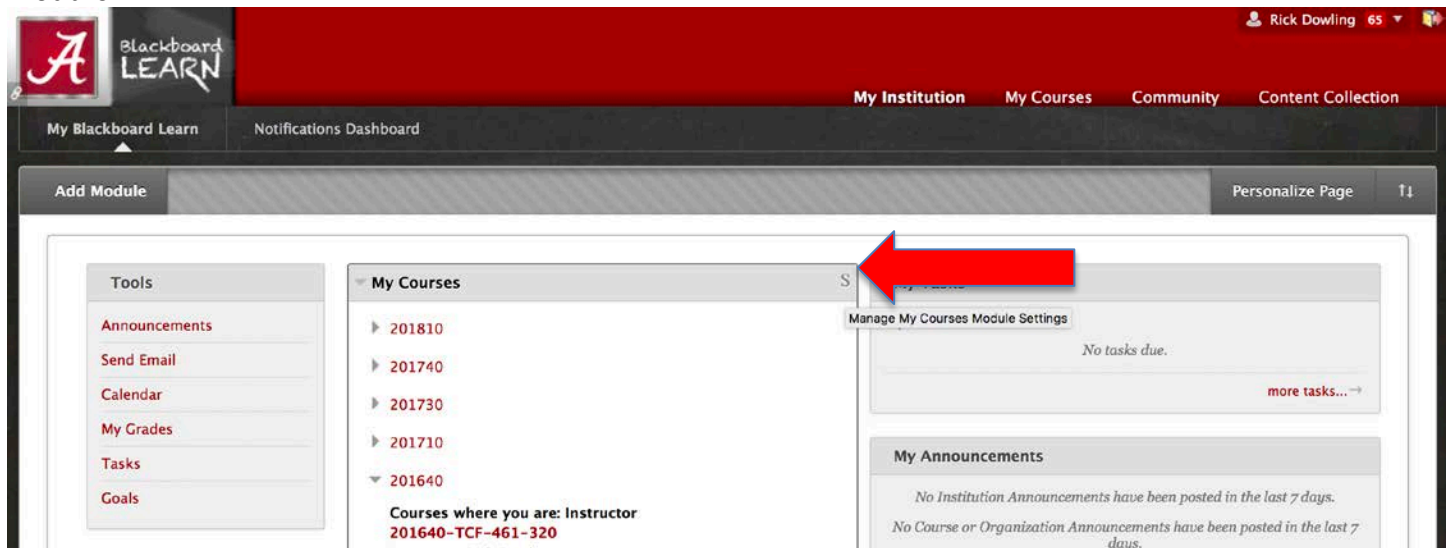 Rick Dowling 65
A
Blackboard
LEARN
My Institution My Courses Community Content Collection
My Blackboard Learn Notifications Dashboard
Add Module
Personalize Page
Tools
Announcements
Send Email
Calendar
My Grades
Tasks
Goals
My Courses S
201810
201740
201730
201710
201640
Courses where you are: Instructor
201640-TCF-461-320
Manage My Courses Module Settings
No tasks due.
more tasks...→
My Announcements
No Institution Announcements have been posted in the last 7 days.
No Course or Organization Announcements have been posted in the last 7
days.